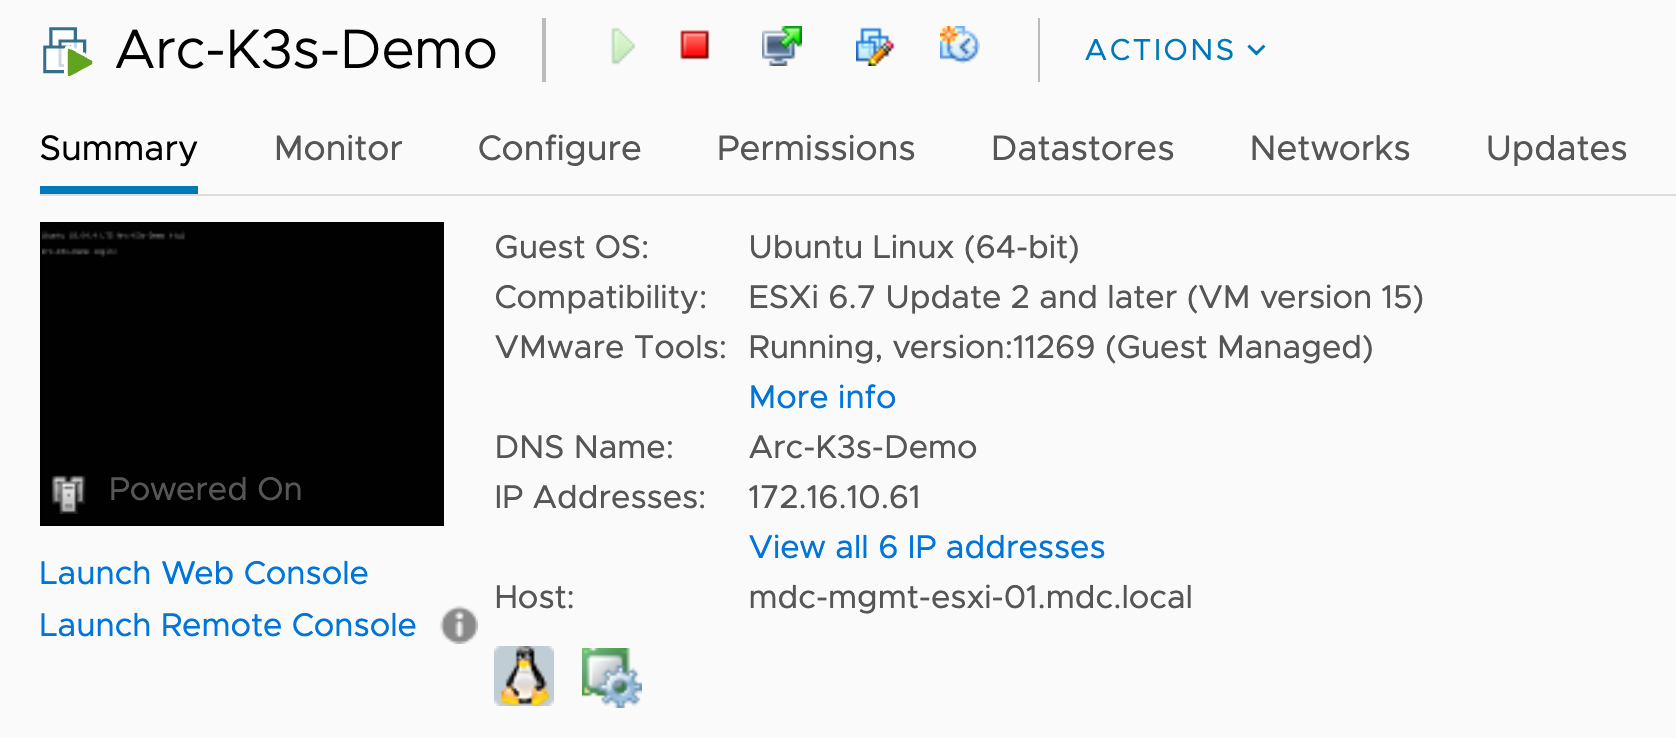 Arc-K3s-Demo
ACTIONS
Summary Monitor Configure Permissions Datastores Networks Updates
Guest OS: Ubuntu Linux (64-bit)
Compatibility: ESXi 6.7 Update 2 and later (VM version 15)
VMware Tools: Running, version:11269 (Guest Managed)
More info
DNS Name: Arc-K3s-Demo
IP Addresses: 172.16.10.61
View all 6 IP addresses
Host: mdc-mgmt-esxi-01.mdc.local
Powered On
Launch Web Console
Launch Remote Console